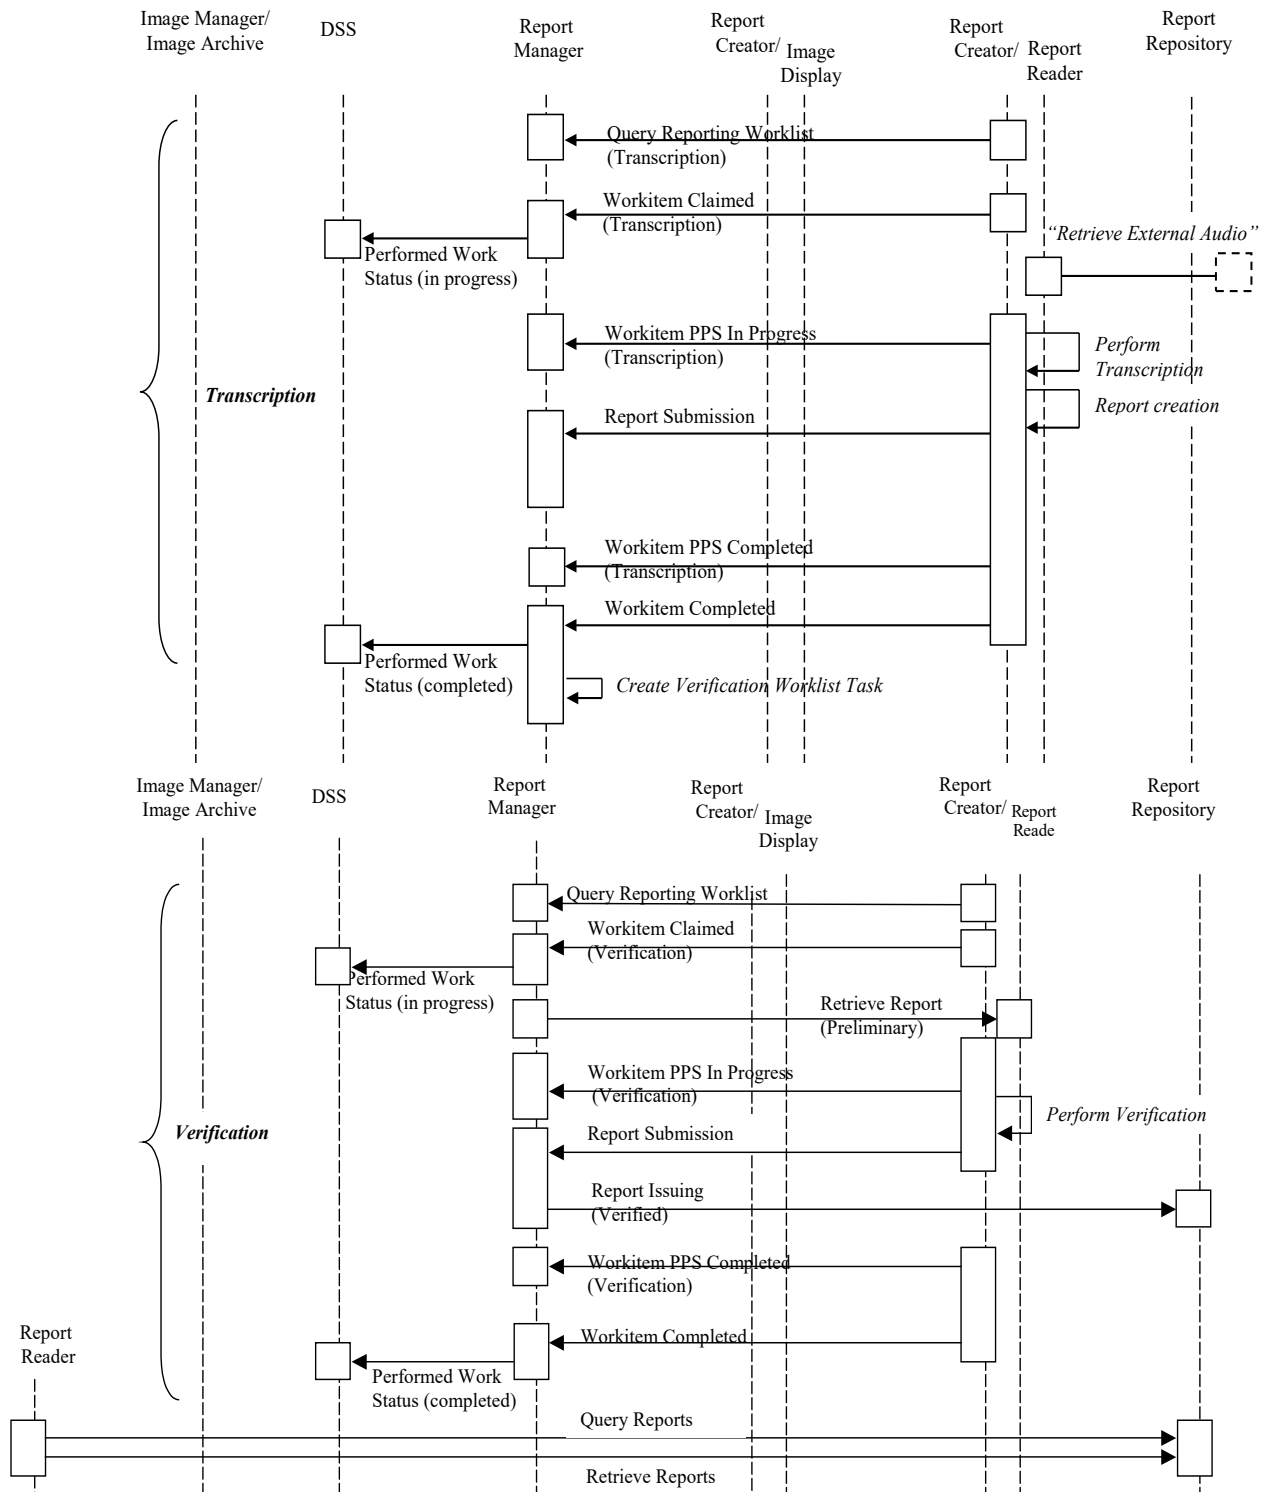 Image Manager/
Image Archive
DSS
Report
Manager
Report
Creator/
Image
Display
Report
Creator/
Report
Reader
Report
Repository
Query Reporting Worklist
(Transcription)
Workitem Claimed
(Transcription)
“Retrieve External Audio”
Performed Work
Status (in progress)
Workitem PPS In Progress
(Transcription)
Perform
Transcription
Transcription
Report creation
Report Submission
Workitem PPS Completed
(Transcription)
Workitem Completed
Performed Work
Status (completed)
Create Verification Worklist Task
Image Manager/
Image Archive
DSS
Report
Manager
Report
Creator/
Image
Display
Report
Creator/
Report
Reade
Report
Repository
Query Reporting Worklist
Workitem Claimed
(Verification)
Performed Work
Status (in progress)
Retrieve Report
(Preliminary)
Workitem PPS In Progress
(Verification)
Perform Verification
Verification
Report Submission
Report Issuing
(Verified)
Workitem PPS Completed
(Verification)
Report
Reader
Workitem Completed
Performed Work
Status (completed)
Query Reports
Retrieve Reports